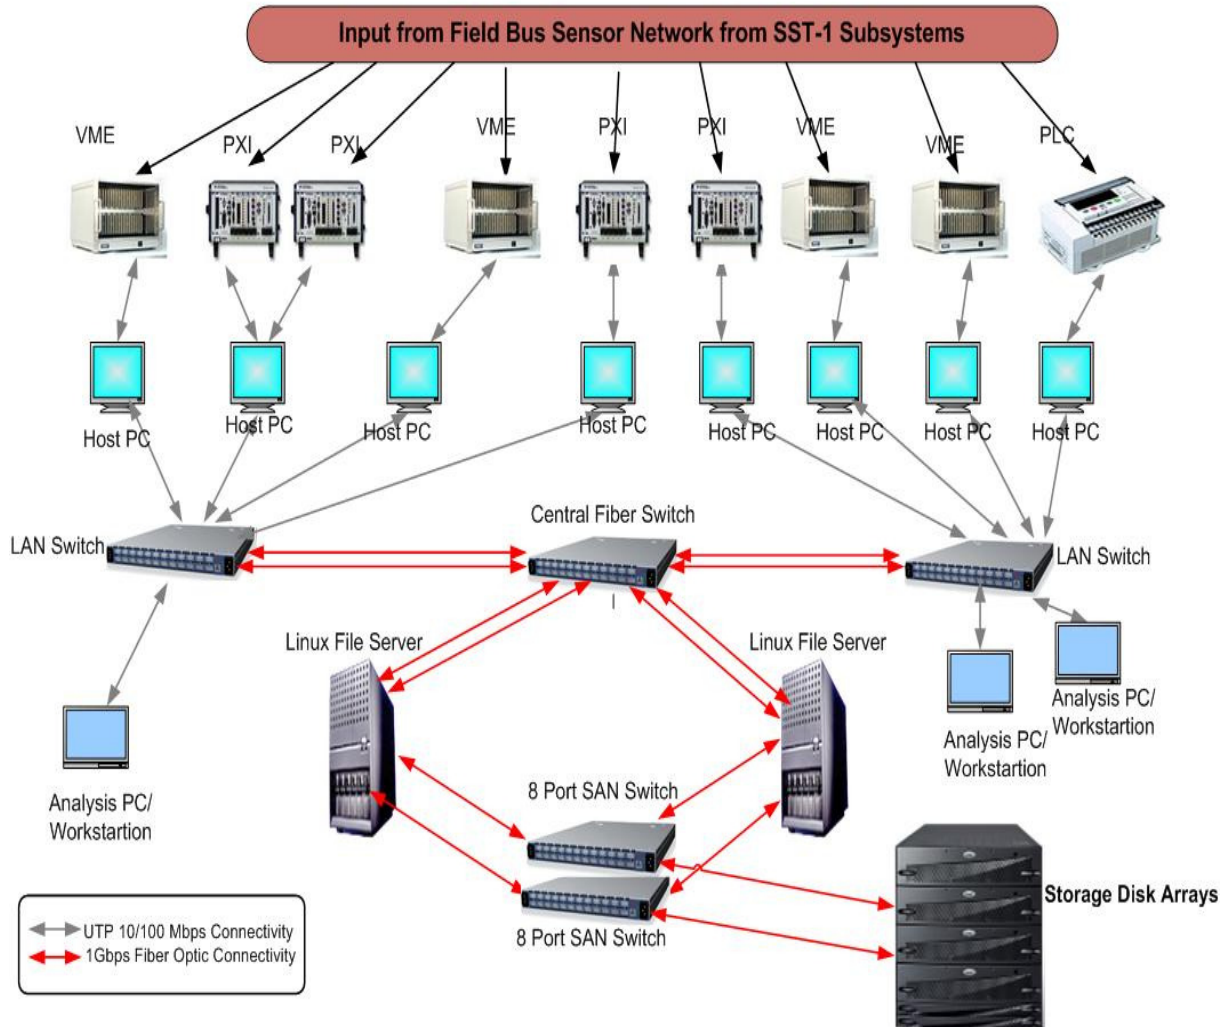 Input from Field Bus Sensor Network from SST-1 Subsystems
VME
PXI
PXI
VME
PXI
PXI
VME
VME
PLC
Host PC
Host PC
Host PC
Host PC
Host PC
Host PC
Host PC
Host PC
LAN Switch
Central Fiber Switch
LAN Switch
Linux File Server
Linux File Server
Analysis PC/
Workstartion
Analysis PC/
Workstartion
Analysis PC/
Workstartion
8 Port SAN Switch
8 Port SAN Switch
Storage Disk Arrays
UTP 10/100 Mbps Connectivity
1Gbps Fiber Optic Connectivity